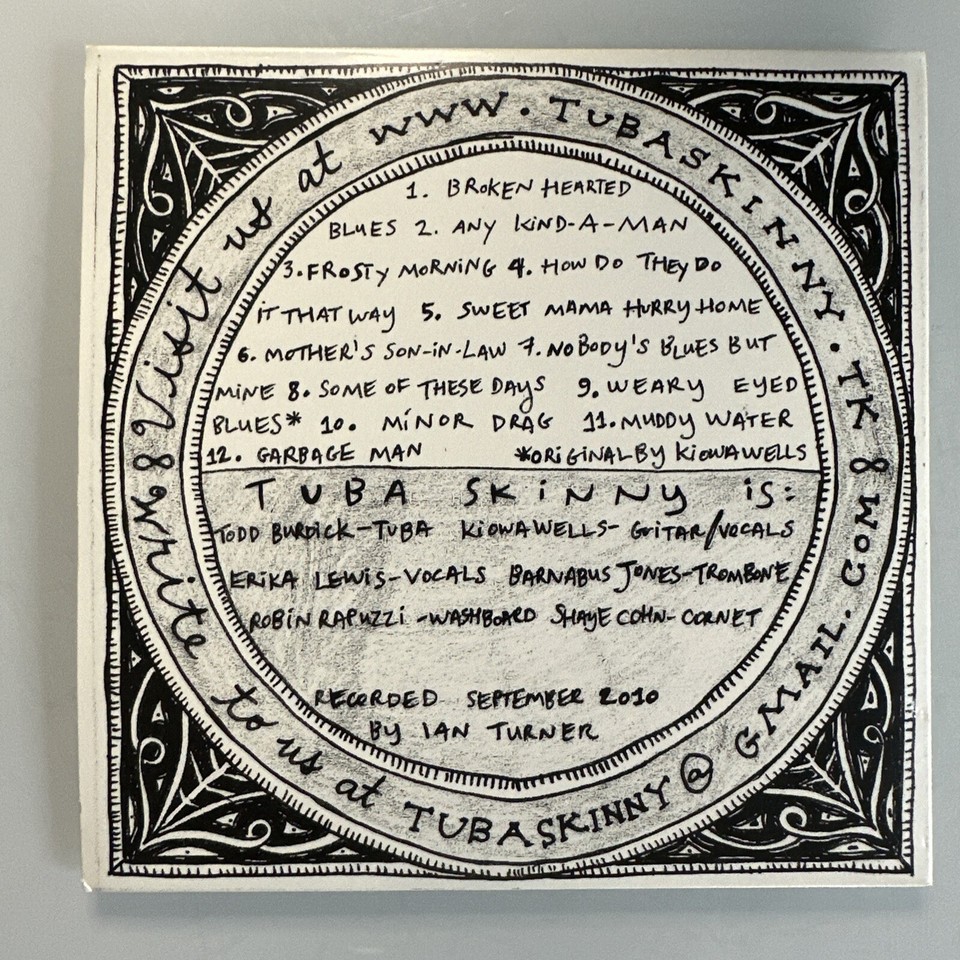 Visit us at www.TUBASKINNY.TK
1. BROKEN HEARTED
BLUES 2. ANY KIND-A-MAN
3. FROSTY MORNING 4. HOW DO THEY DO
IT THAT WAY 5. SWEET MAMA HURRY HOME
6. MOTHER'S SON-IN-LAW 7. NOBODY'S BLUES BUT
MINE 8. SOME OF THESE DAYS 9. WEARY EYED
BLUES* 10. MINOR DRAG 11. MUDDY WATER
12. GARBAGE MAN *ORIGINAL BY KIOWA WELLS
TUBA SKINNY is:
TODD BURDICK-TUBA KIOWA WELLS- GUITAR/VOCALS
ERIKA LEWIS-VOCALS BARNABUS JONES-TROMBONE
ROBIN RAPUZZI -WASHBOARD SHAYE COHN- CORNET
RECORDED SEPTEMBER 2010
BY IAN TURNER
Write to us at TUBASKINNY@GMAIL.COM